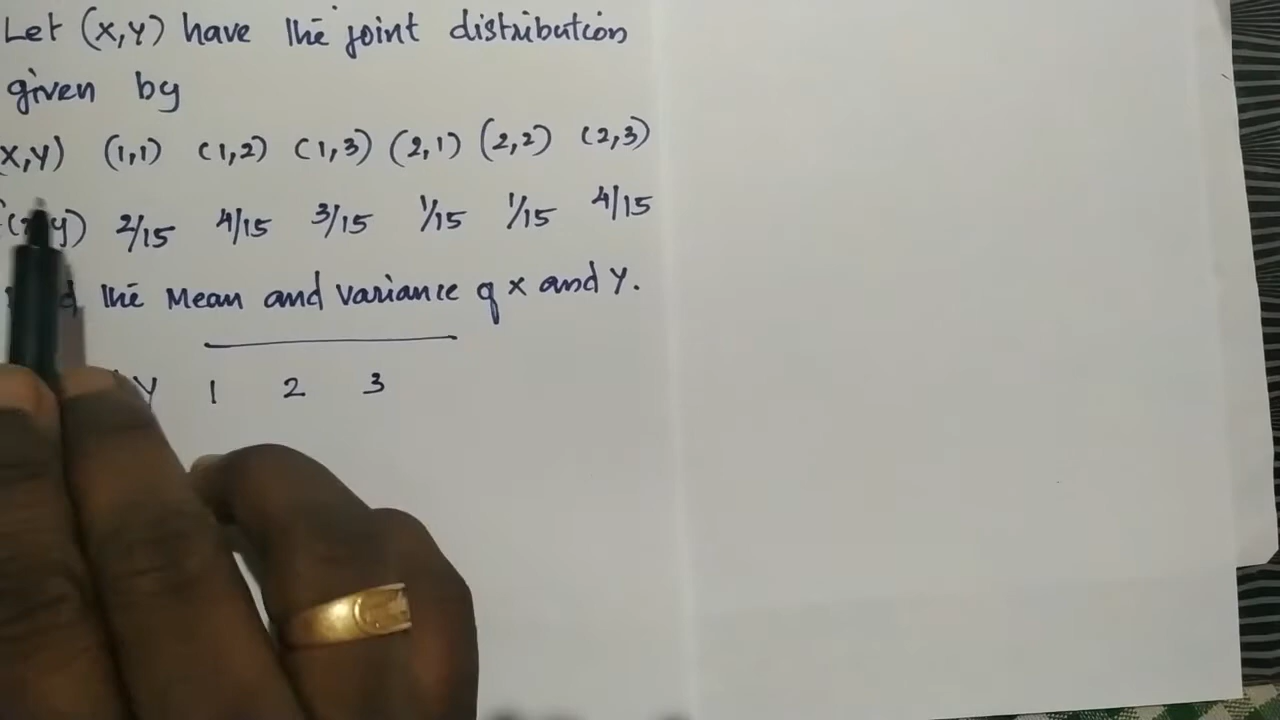 Let (X,Y) have the joint distribution
given by
(X,Y) (1,1) (1,2) (1,3) (2,1) (2,2) (2,3)
y) 2/15 4/15 3/15 1/15 1/15 4/15
the Mean and Variance of X and Y.
Y 1 2 3